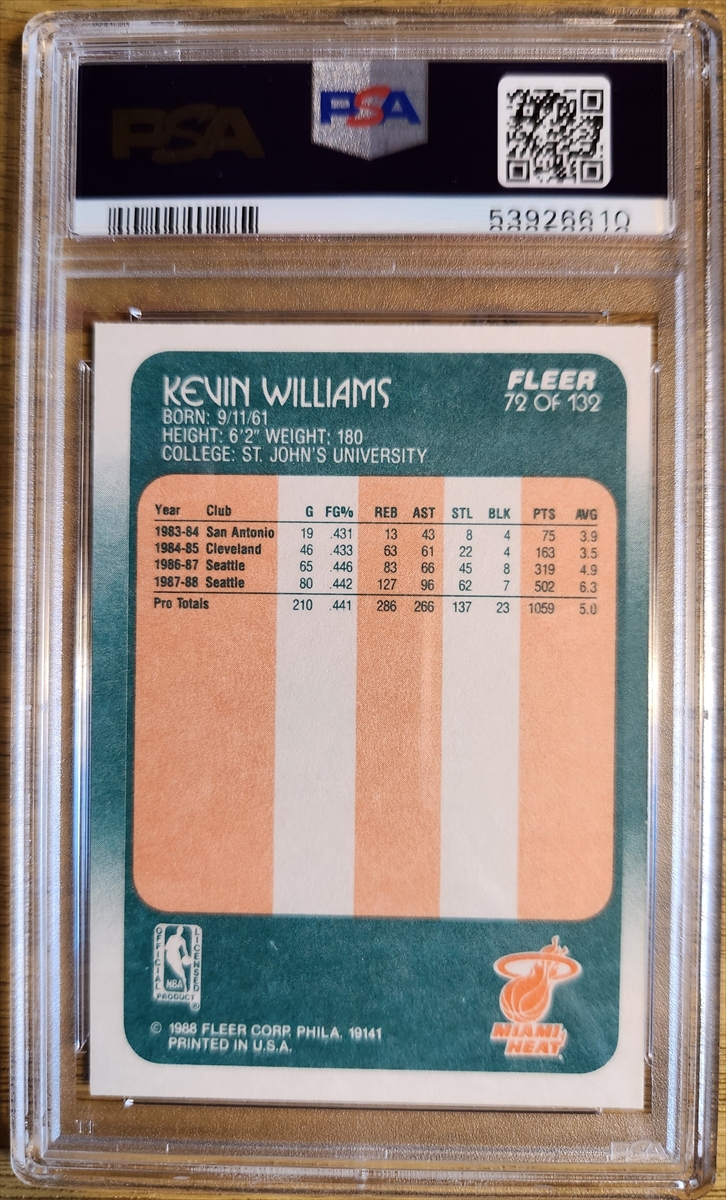 PSA PSA
53926610
KEVIN WILLIAMS FLEER
BORN: 9/11/61 72 OF 132
HEIGHT: 6'2" WEIGHT: 180
COLLEGE: ST. JOHN'S UNIVERSITY
Year Club G FG% REB AST STL BLK PTS AVG
1983-84 San Antonio 19 .431 13 43 8 4 75 3.9
1984-85 Cleveland 46 .433 63 61 22 4 163 3.5
1986-87 Seattle 65 .446 83 66 45 8 319 4.9
1987-88 Seattle 80 .442 127 96 62 7 502 6.3
Pro Totals 210 .441 286 266 137 23 1059 5.0
OFFICIAL LICENSED
NBA
PRODUCT ®
MIAMI
HEAT
© 1988 FLEER CORP. PHILA. 19141
PRINTED IN U.S.A.
PSA